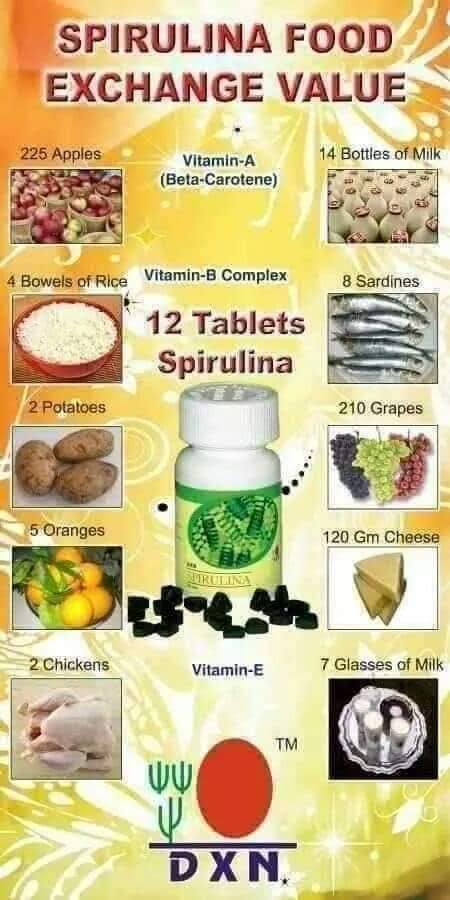 SPIRULINA FOOD
EXCHANGE VALUE
225 Apples
Vitamin-A
(Beta-Carotene)
14 Bottles of Milk
4 Bowels of Rice
Vitamin-B Complex
8 Sardines
12 Tablets
Spirulina
2 Potatoes
210 Grapes
5 Oranges
120 Gm Cheese
SPIRULINA
2 Chickens
Vitamin-E
7 Glasses of Milk
TM
DXN